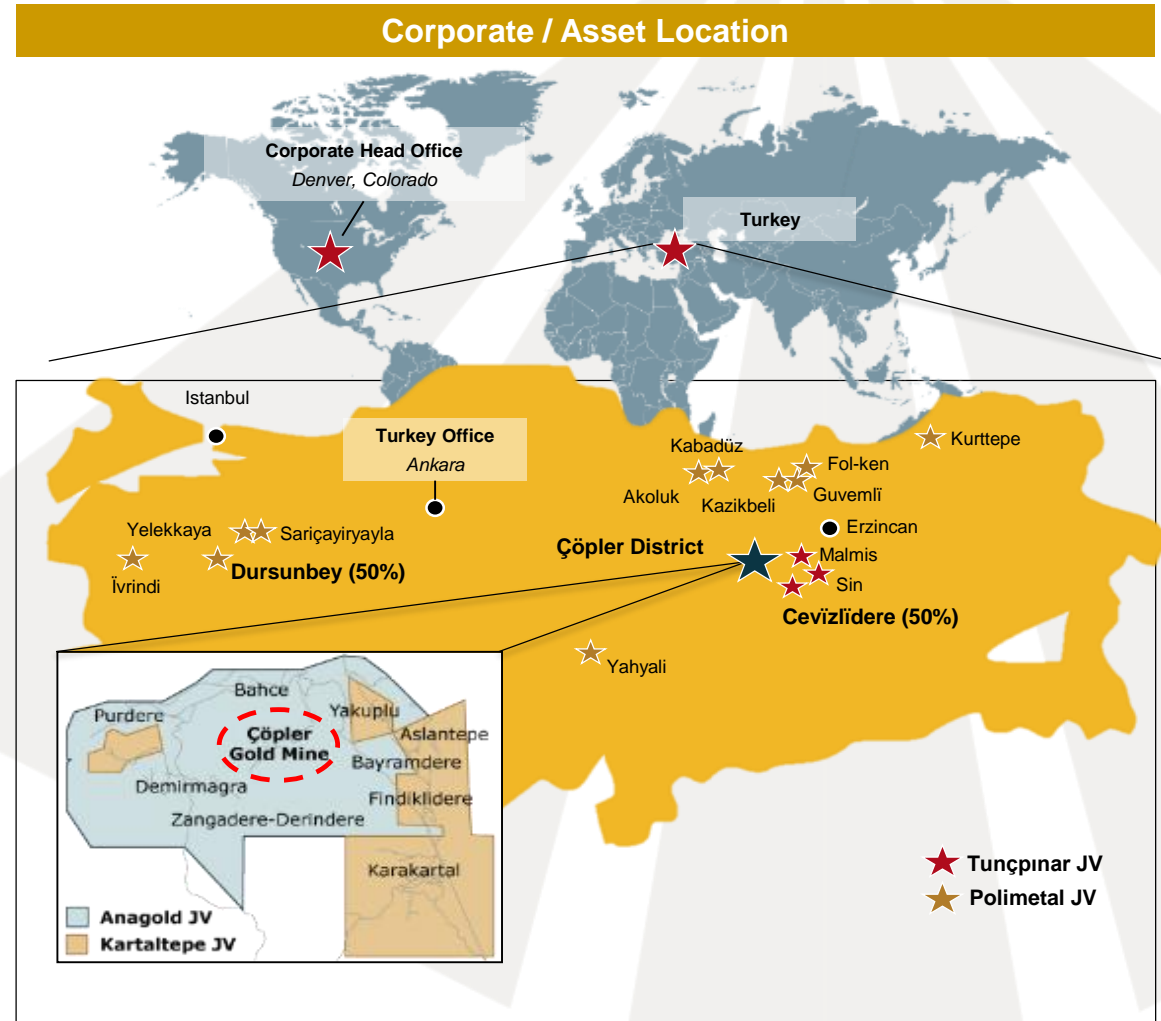 Corporate / Asset Location
Corporate Head Office
Denver, Colorado
Turkey
Istanbul
Turkey Office
Ankara
Kabadüz
Fol-ken
Kurttepe
Akoluk
Kazikbeli
Guvemlï
Yelekkaya
Sariçayiryayla
Erzincan
Çöpler District
Malmis
Ïvrindi
Dursunbey (50%)
Sin
Cevïzlïdere (50%)
Yahyali
Bahce
Purdere
Yakuplu
Çöpler
Gold Mine
Aslantepe
Bayramdere
Demirmagra
Findiklidere
Zangadere-Derindere
Karakartal
Anagold JV
Kartaltepe JV
Tunçpınar JV
Polimetal JV